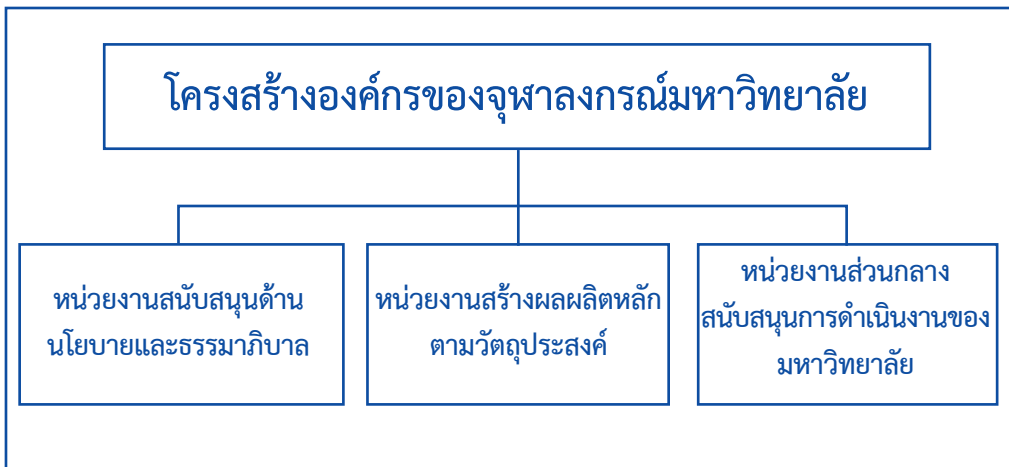 โครงสร้างองค์กรของจุฬาลงกรณ์มหาวิทยาลัย
หน่วยงานสนับสนุนด้าน
นโยบายและธรรมาภิบาล
หน่วยงานสร้างผลผลิตหลัก
ตามวัตถุประสงค์
หน่วยงานส่วนกลาง
สนับสนุนการดำเนินงานของ
มหาวิทยาลัย